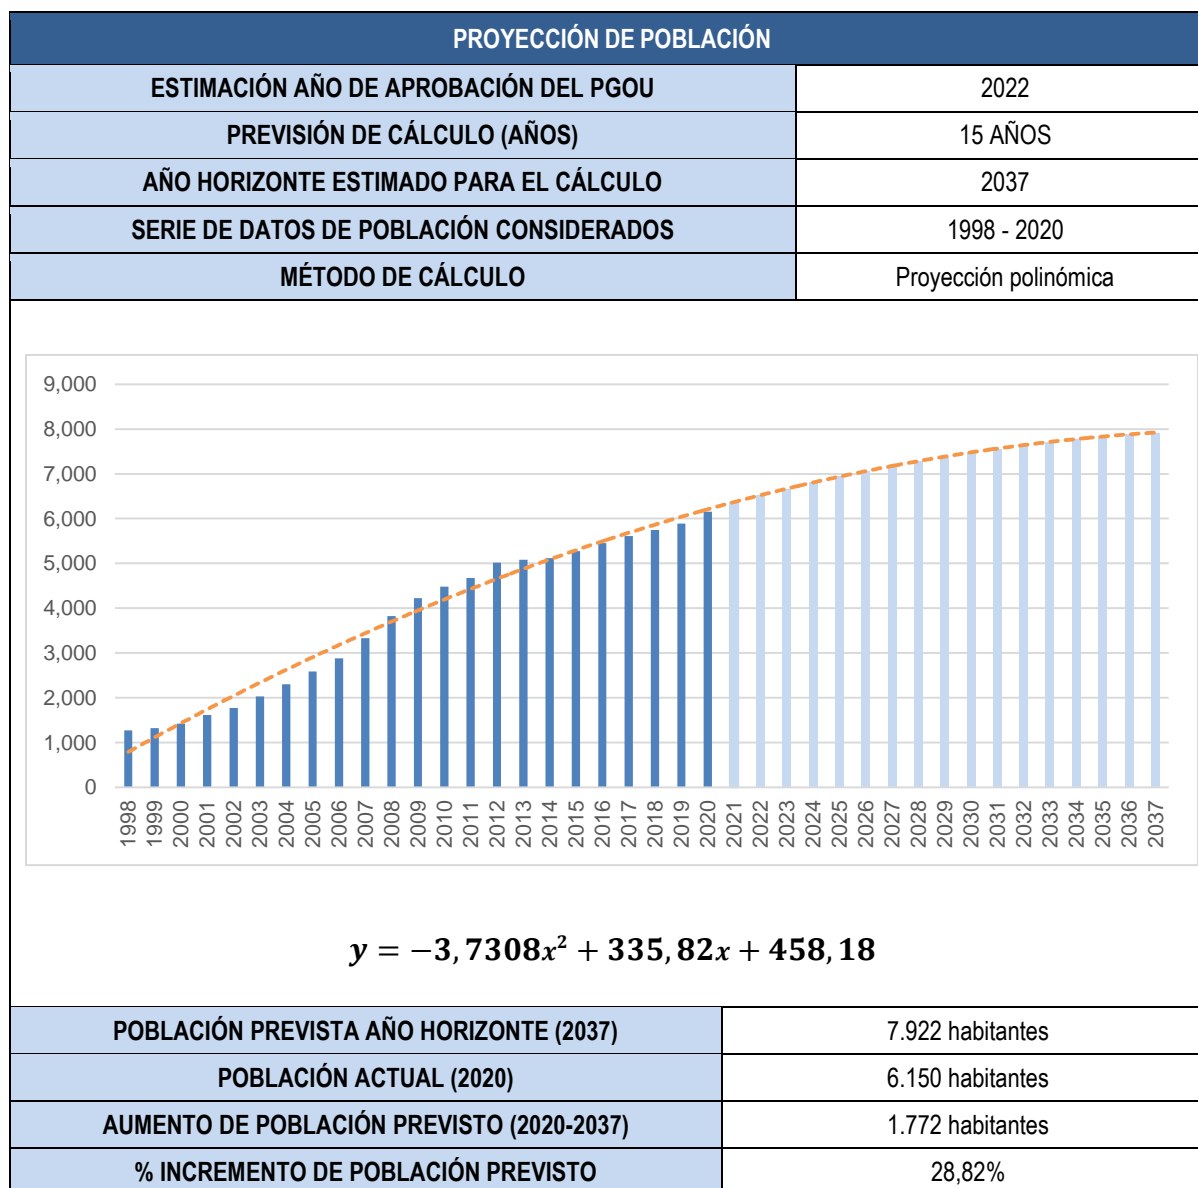 PROYECCIÓN DE POBLACIÓN
ESTIMACIÓN AÑO DE APROBACIÓN DEL PGOU 2022
PREVISIÓN DE CÁLCULO (AÑOS) 15 AÑOS
AÑO HORIZONTE ESTIMADO PARA EL CÁLCULO 2037
SERIE DE DATOS DE POBLACIÓN CONSIDERADOS 1998 - 2020
MÉTODO DE CÁLCULO Proyección polinómica
9,000
8,000
7,000
6,000
5,000
4,000
3,000
2,000
1,000
0
1998 1999 2000 2001 2002 2003 2004 2005 2006 2007 2008 2009 2010 2011 2012 2013 2014 2015 2016 2017 2018 2019 2020 2021 2022 2023 2024 2025 2026 2027 2028 2029 2030 2031 2032 2033 2034 2035 2036 2037
y = −3,7308x² + 335,82x + 458,18
POBLACIÓN PREVISTA AÑO HORIZONTE (2037) 7.922 habitantes
POBLACIÓN ACTUAL (2020) 6.150 habitantes
AUMENTO DE POBLACIÓN PREVISTO (2020-2037) 1.772 habitantes
% INCREMENTO DE POBLACIÓN PREVISTO 28,82%